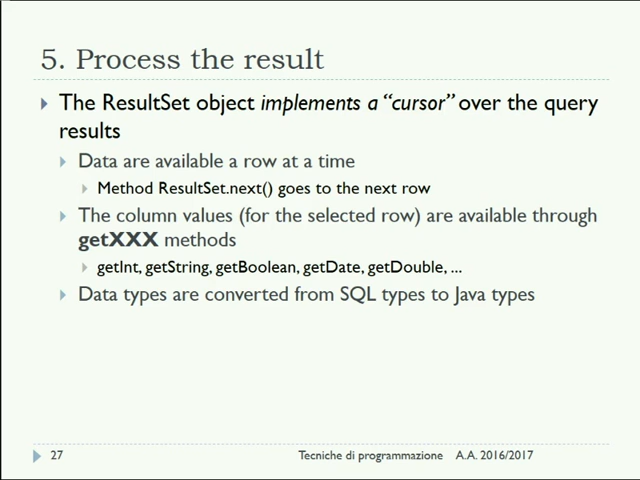 5. Process the result
The ResultSet object implements a “cursor” over the query
results
Data are available a row at a time
Method ResultSet.next() goes to the next row
The column values (for the selected row) are available through
getXXX methods
getInt, getString, getBoolean, getDate, getDouble, ...
Data types are converted from SQL types to Java types
27 Tecniche di programmazione A.A. 2016/2017